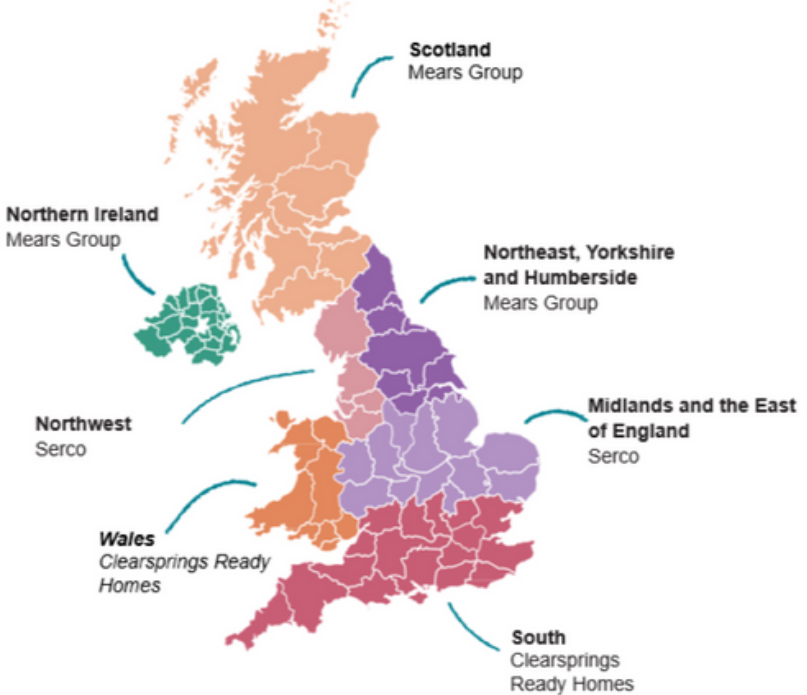 Scotland
Mears Group
Northern Ireland
Mears Group
Northeast, Yorkshire
and Humberside
Mears Group
Northwest
Serco
Midlands and the East
of England
Serco
Wales
Clearsprings Ready
Homes
South
Clearsprings
Ready Homes